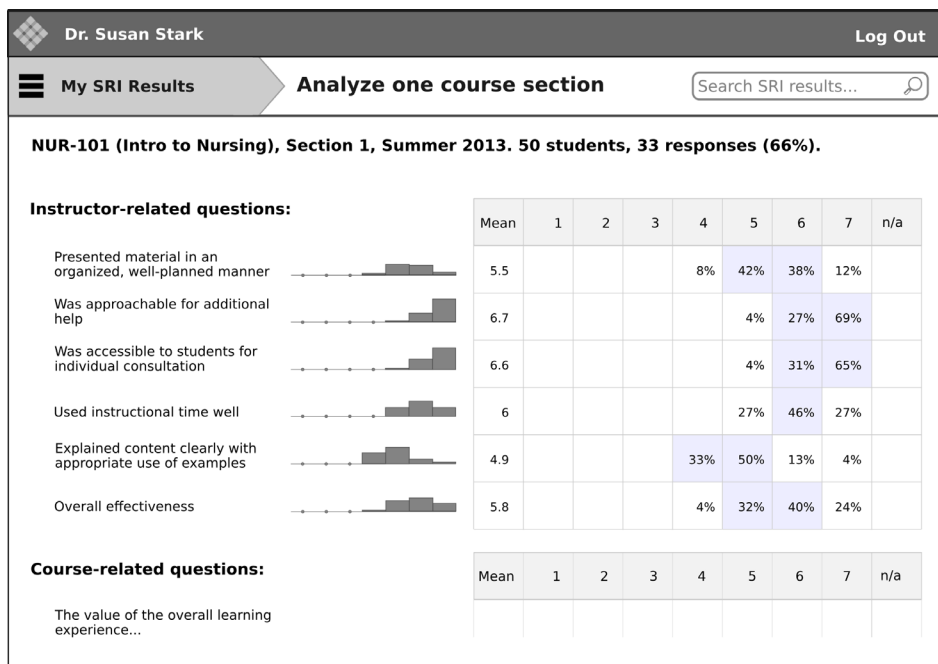 Dr. Susan Stark
Log Out
My SRI Results
Analyze one course section
Search SRI results...
NUR-101 (Intro to Nursing), Section 1, Summer 2013. 50 students, 33 responses (66%).
Instructor-related questions:
Mean 1 2 3 4 5 6 7 n/a
Presented material in an
organized, well-planned manner
5.5 8% 42% 38% 12%
Was approachable for additional
help
6.7 4% 27% 69%
Was accessible to students for
individual consultation
6.6 4% 31% 65%
Used instructional time well
6 27% 46% 27%
Explained content clearly with
appropriate use of examples
4.9 33% 50% 13% 4%
Overall effectiveness
5.8 4% 32% 40% 24%
Course-related questions:
Mean 1 2 3 4 5 6 7 n/a
The value of the overall learning
experience...